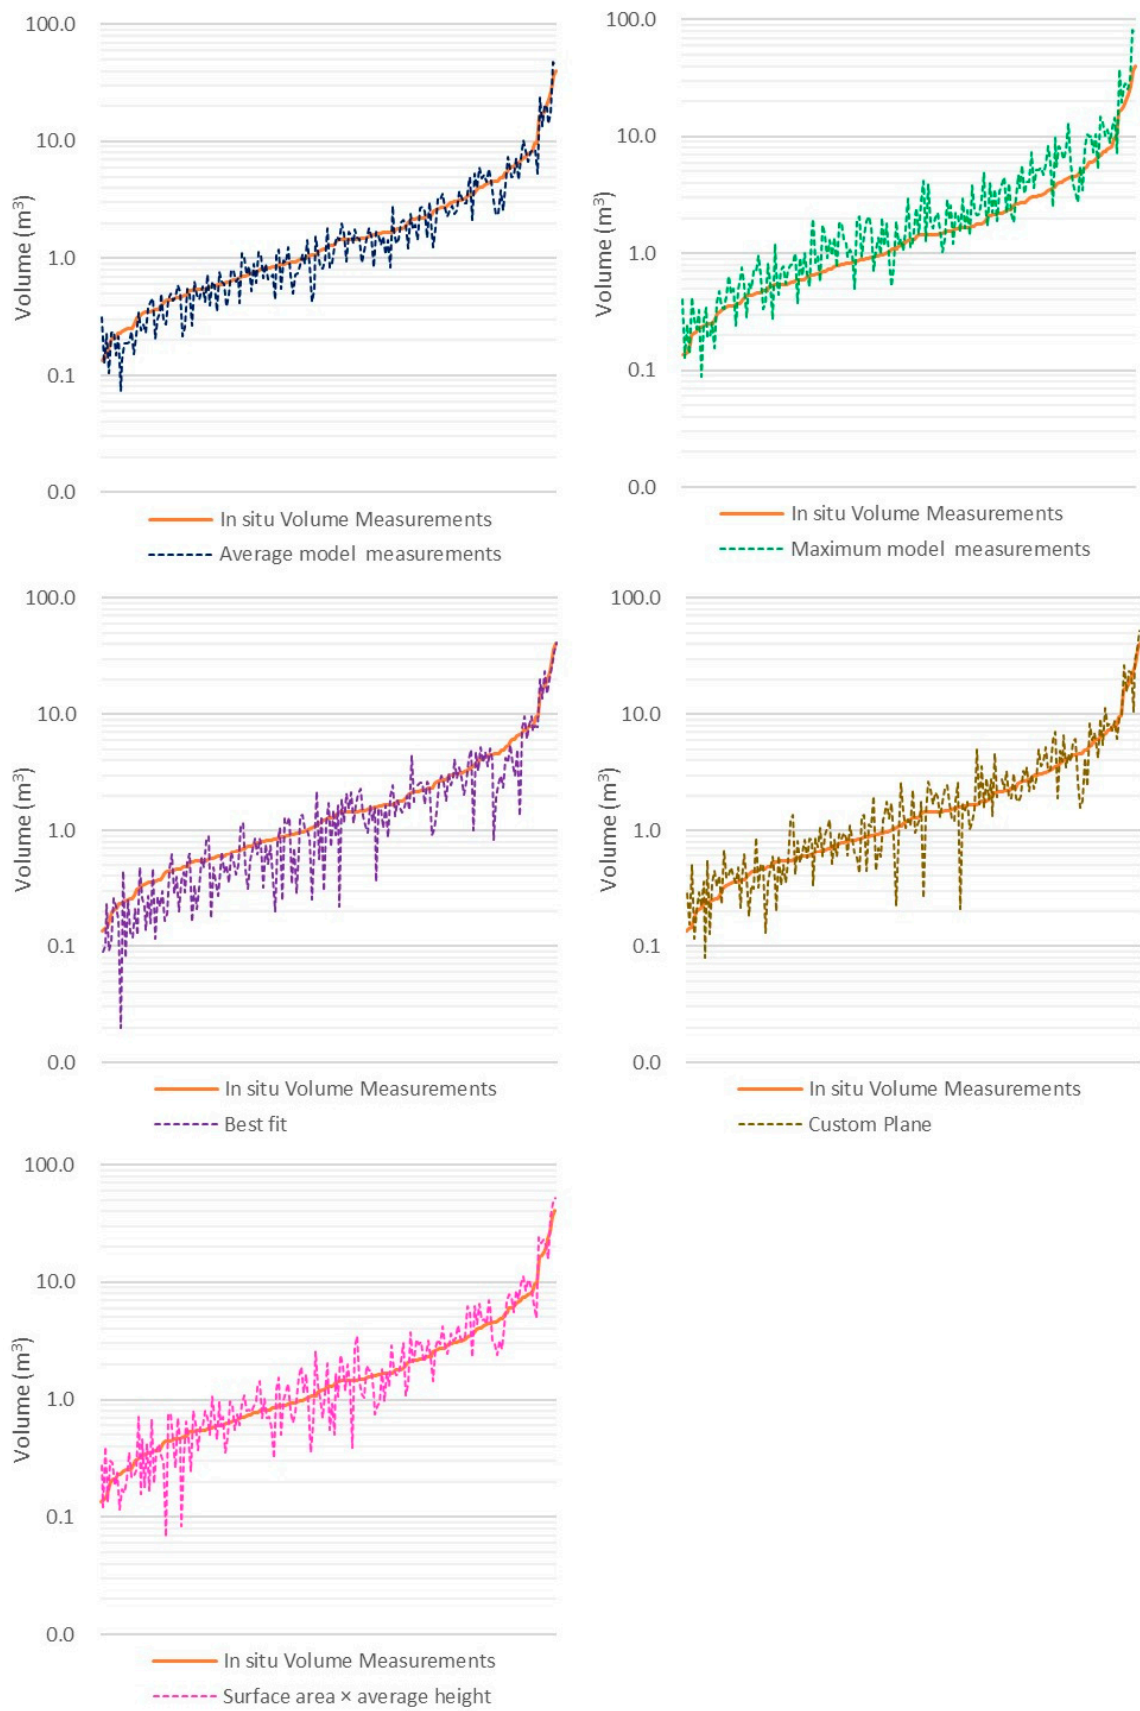 100.0
10.0
1.0
0.1
0.0
Volume (m³)
In situ Volume Measurements
Average model measurements
100.0
10.0
1.0
0.1
0.0
Volume (m³)
In situ Volume Measurements
Maximum model measurements
100.0
10.0
1.0
0.1
0.0
Volume (m³)
In situ Volume Measurements
Best fit
100.0
10.0
1.0
0.1
0.0
Volume (m³)
In situ Volume Measurements
Custom Plane
100.0
10.0
1.0
0.1
0.0
Volume (m³)
In situ Volume Measurements
Surface area × average height